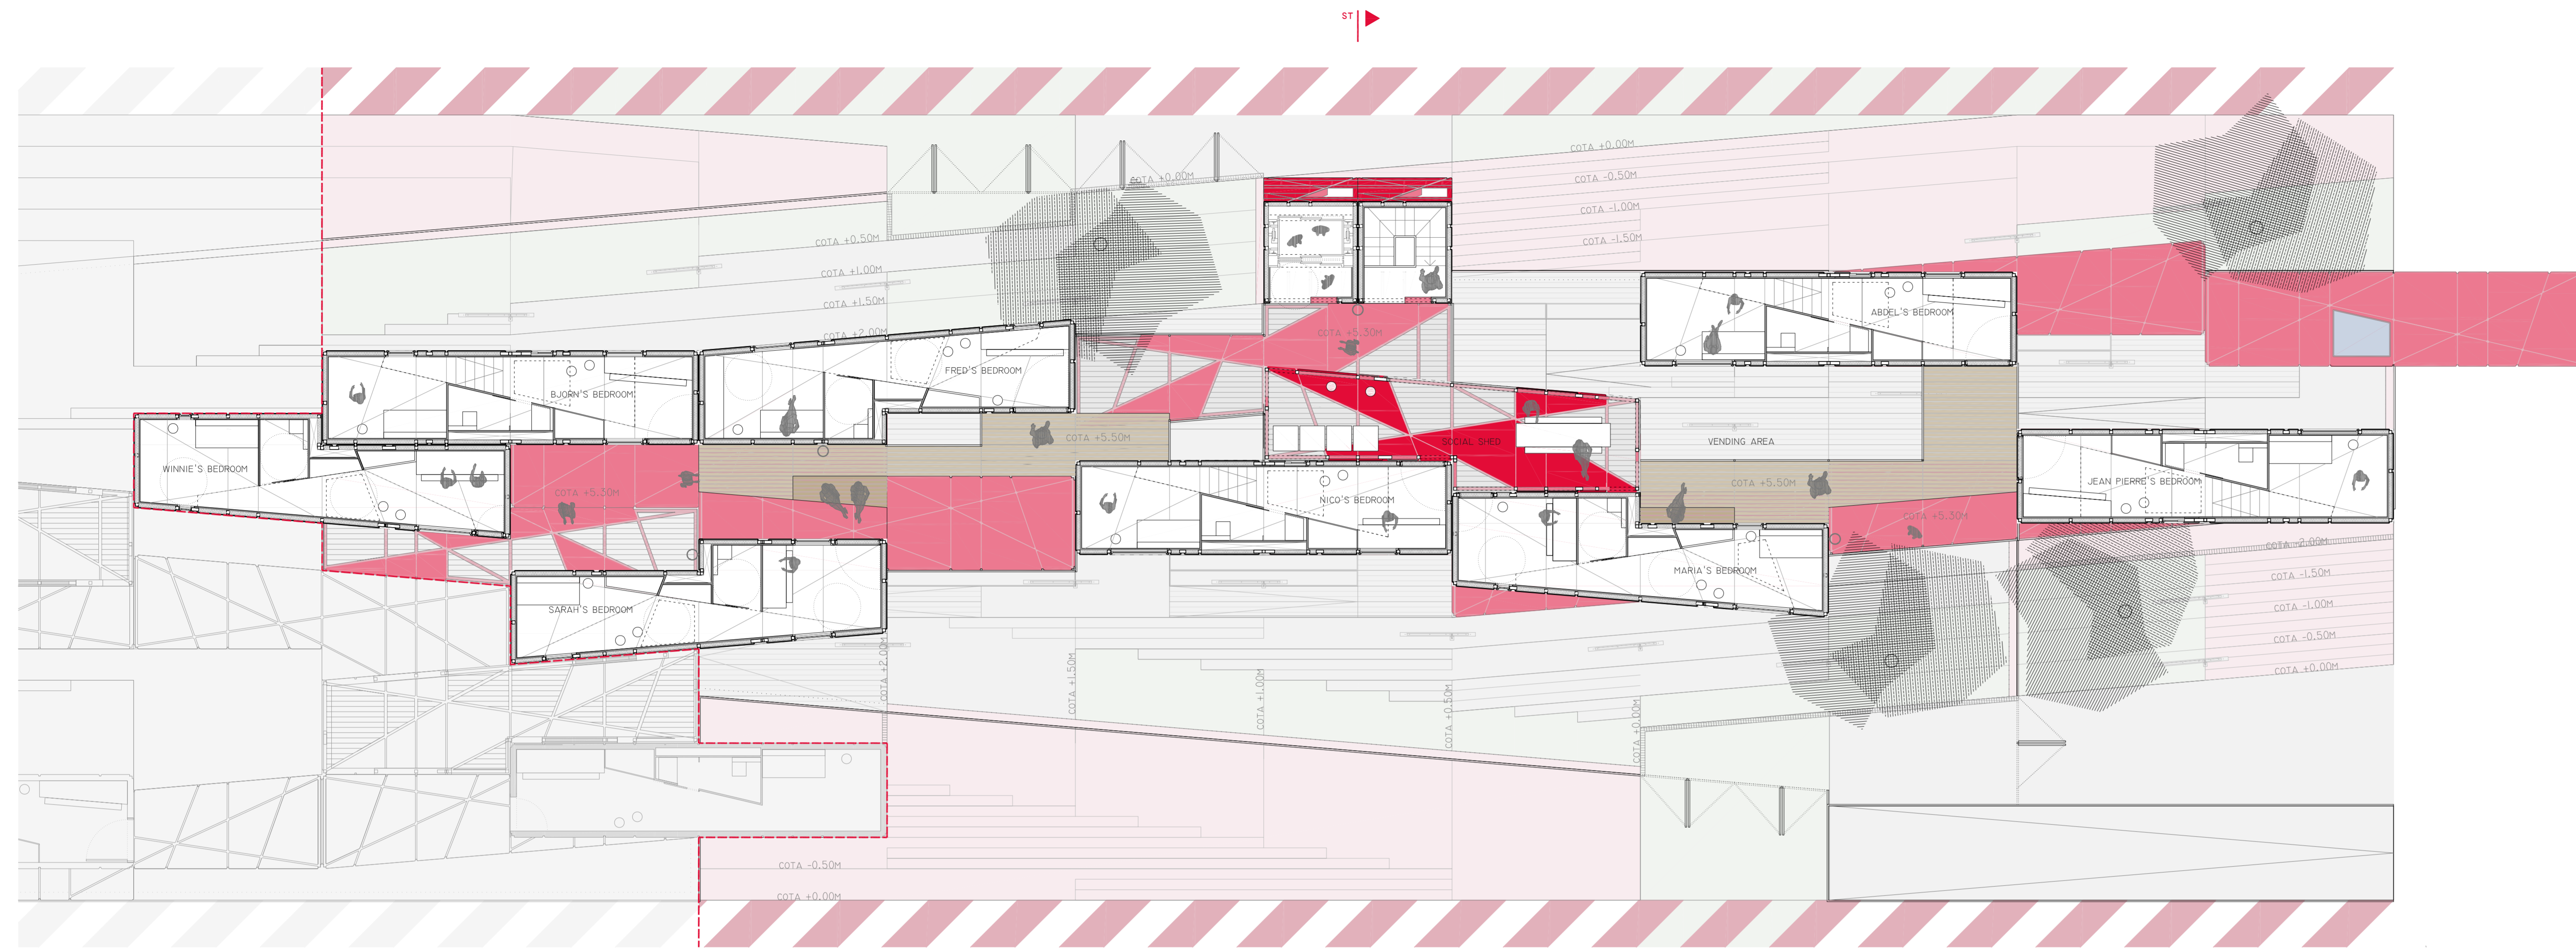 ST
COTA +0.00M
COTA +0.00M
COTA -0.50M
COTA -1.00M
COTA -1.50M
COTA +0.50M
COTA +1.00M
COTA +1.50M
COTA +2.00M
COTA +5.30M
ABDEL'S BEDROOM
FRED'S BEDROOM
BJORN'S BEDROOM
COTA +5.50M
SOCIAL SHED
VENDING AREA
WINNIE'S BEDROOM
COTA +5.30M
NICO'S BEDROOM
COTA +5.50M
JEAN PIERRE'S BEDROOM
COTA +5.30M
MARIA'S BEDROOM
SARAH'S BEDROOM
COTA -2.00M
COTA -1.50M
COTA -1.00M
COTA -0.50M
COTA +0.00M
COTA +2.00M
COTA +1.50M
COTA +1.00M
COTA +0.50M
COTA +0.00M
COTA -0.50M
COTA +0.00M